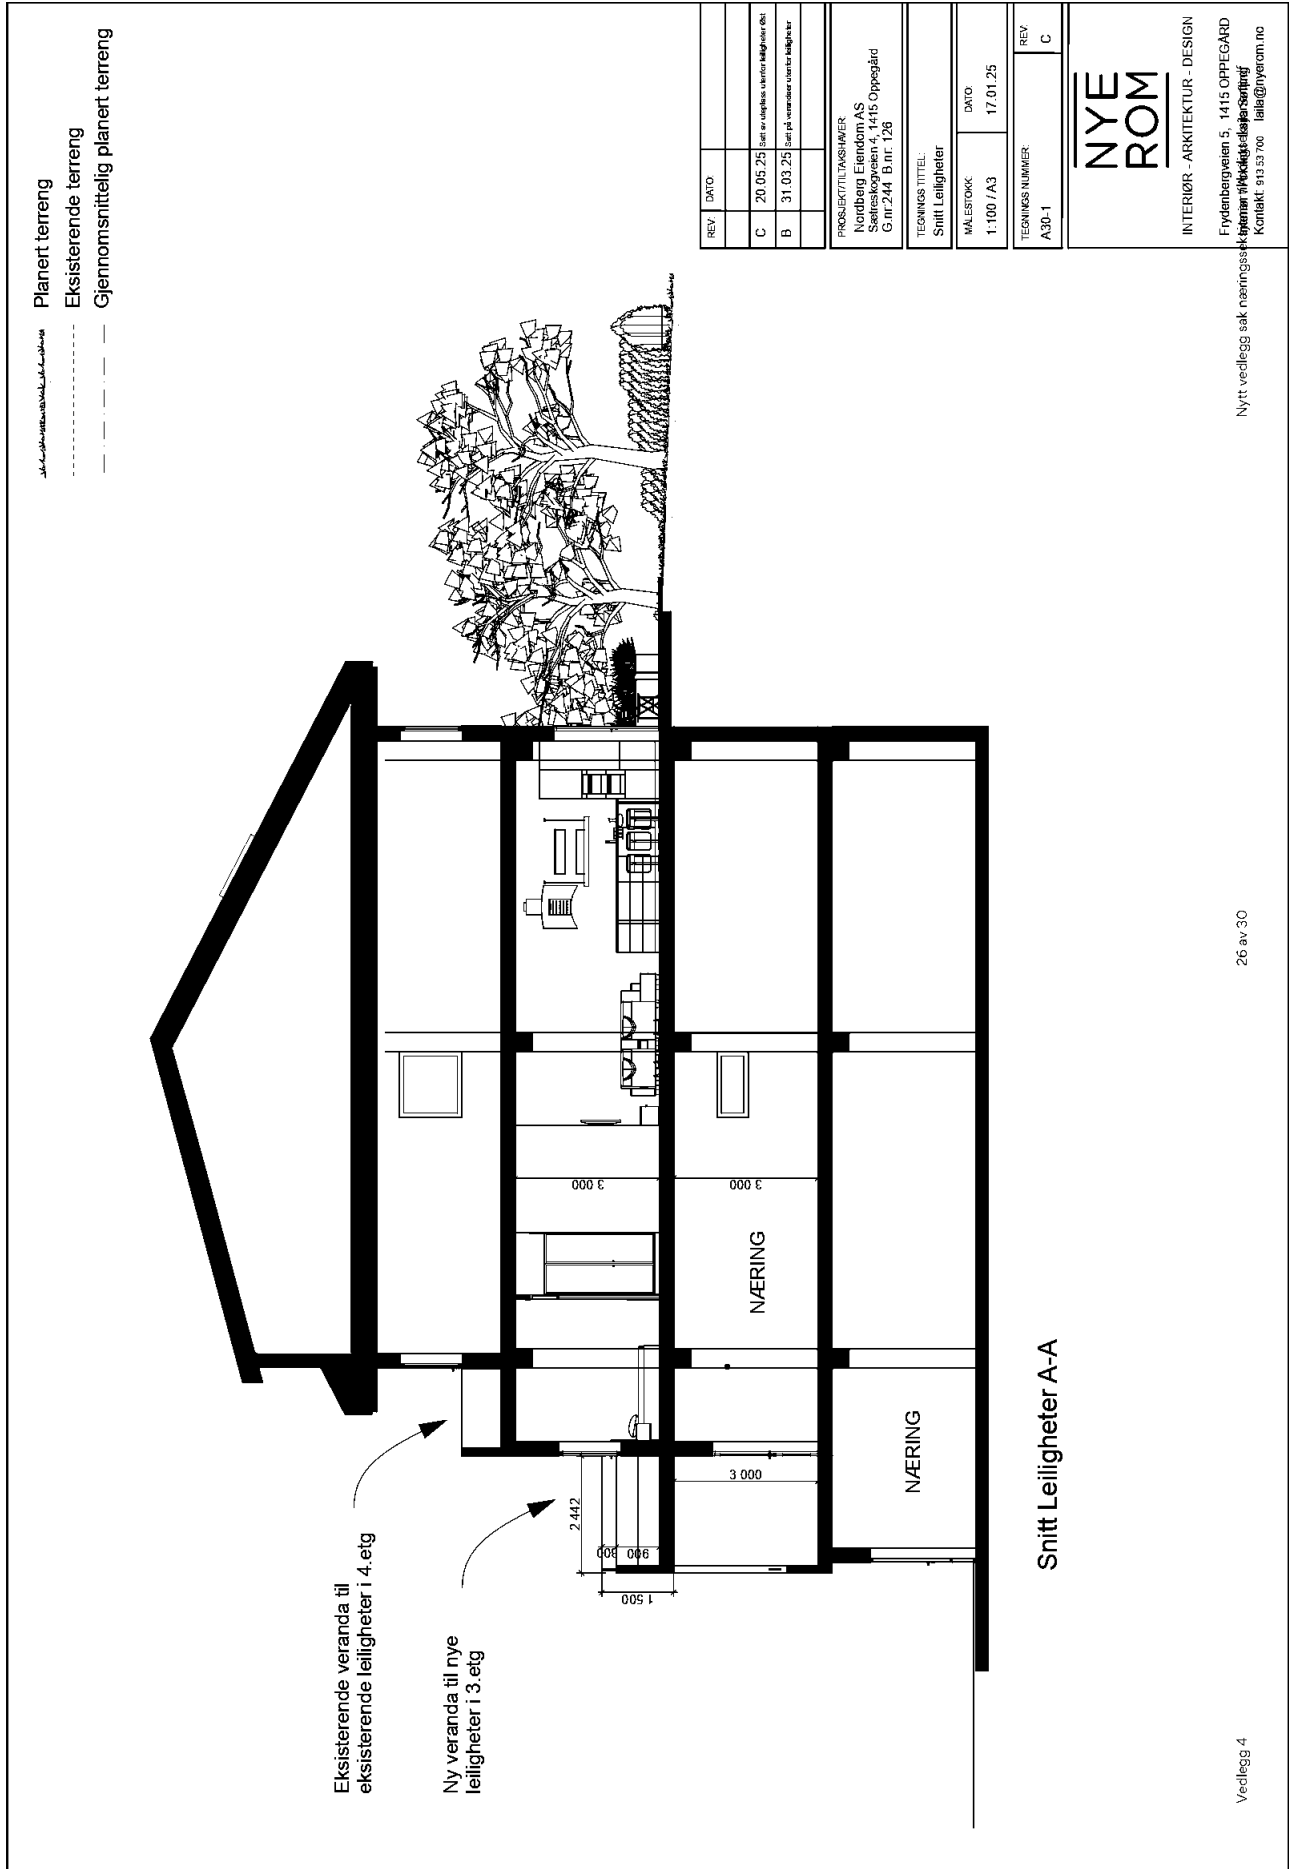 Planert terreng
Eksisterende terreng
Gjennomsnittelig planert terreng
Eksisterende veranda til
eksisterende leiligheter i 4.etg
Ny veranda til nye
leiligheter i 3.etg
2 442
300
900
1 500
3 000
3 000
3 000
NÆRING
NÆRING
Snitt Leiligheter A-A
REV: DATO:
C 20.05.25 Snitt av uteplass utenfor leiligheter Øst
B 31.03.25 Satt på verandaer utenfor leiligheter
PROSJEKT/TILTAKSHAVER:
Nordberg Eiendom AS
Sætreskogveien 4, 1415 Oppegård
G.nr:244 B.nr: 126
TEGNINGS TITTEL:
Snitt Leiligheter
MÅLESTOKK: DATO:
1:100 / A3 17.01.25
TEGNINGS NUMMER: REV:
A30-1 C
NYE
ROM
INTERIØR - ARKITEKTUR - DESIGN
Frydenbergveien 5, 1415 OPPEGÅRD
Kontakt: 913 53 700 laila@nyerom.no
Vedlegg 4
26 av 30
Nytt vedlegg sak næringssek